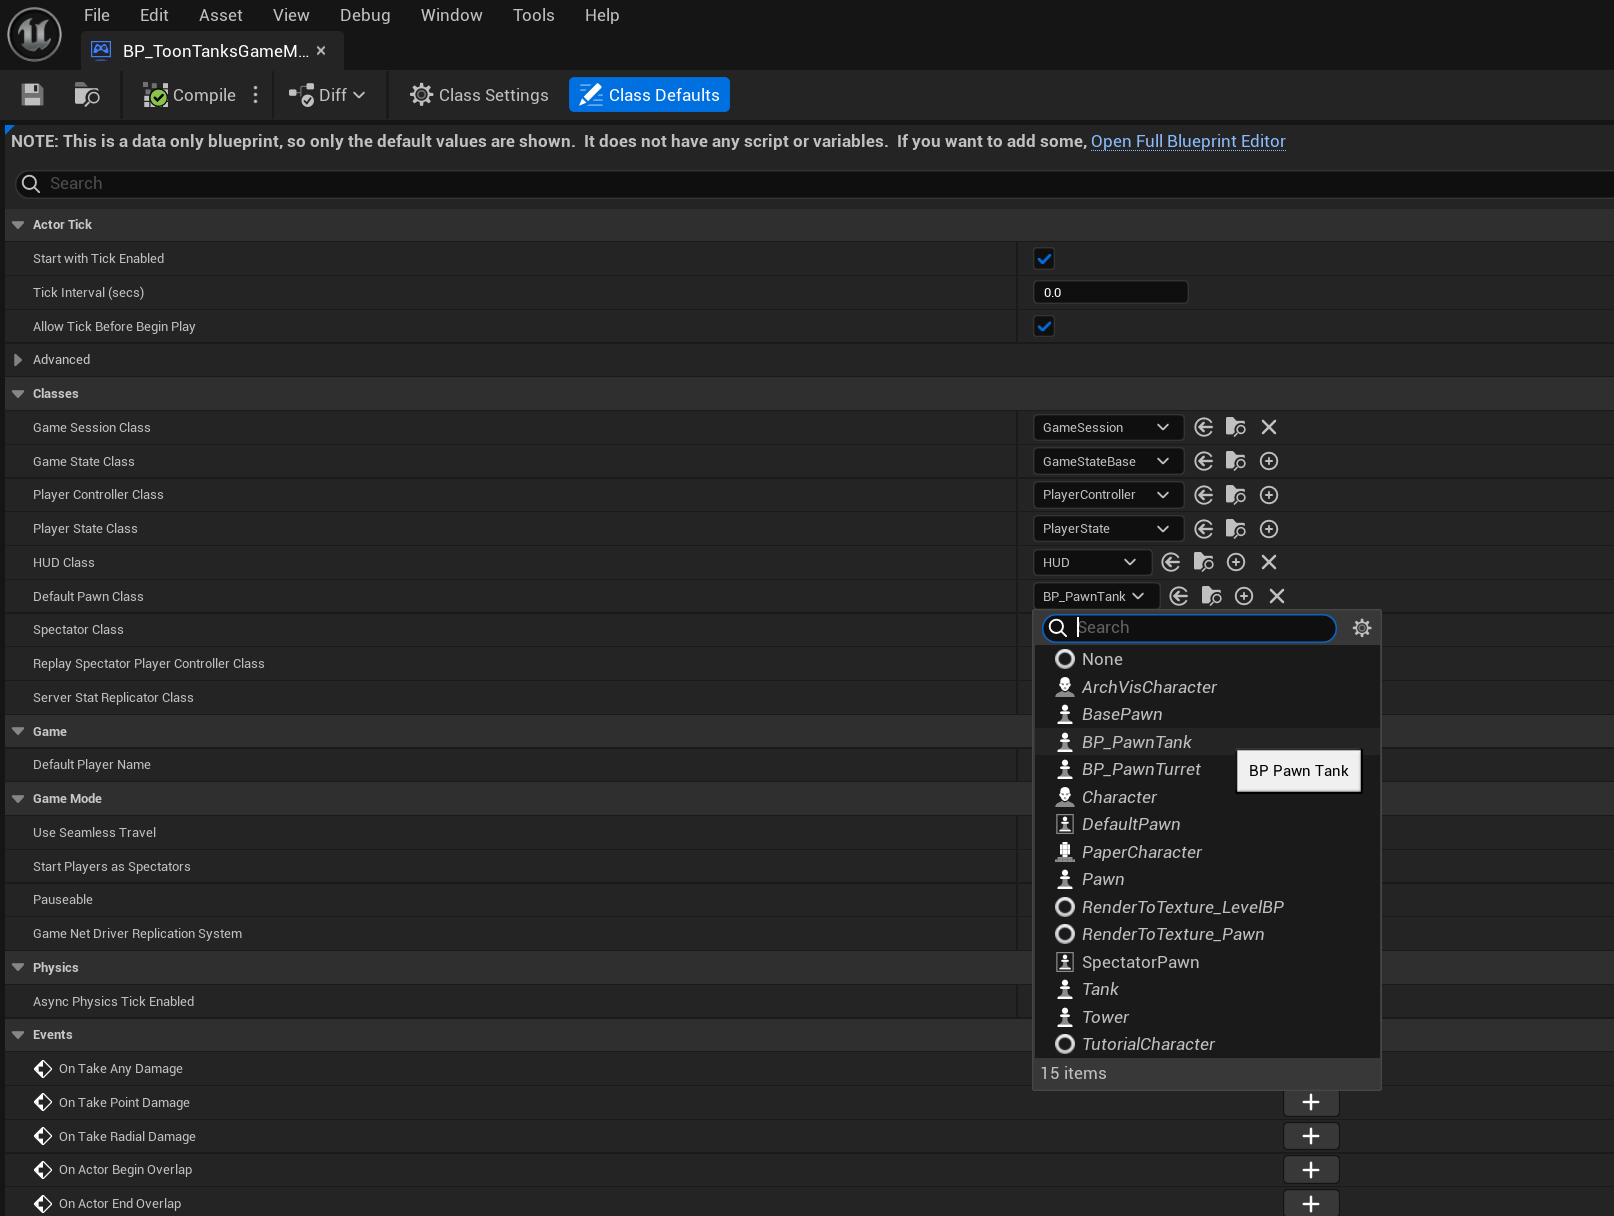 File Edit Asset View Debug Window Tools Help
BP_ToonTanksGameM...
Compile Diff Class Settings Class Defaults
NOTE: This is a data only blueprint, so only the default values are shown. It does not have any script or variables. If you want to add some, Open Full Blueprint Editor
Search
Actor Tick
Start with Tick Enabled
Tick Interval (secs) 0.0
Allow Tick Before Begin Play
Advanced
Classes
Game Session Class GameSession
Game State Class GameStateBase
Player Controller Class PlayerController
Player State Class PlayerState
HUD Class HUD
Default Pawn Class BP_PawnTank
Spectator Class
Replay Spectator Player Controller Class
Server Stat Replicator Class
Game
Default Player Name
Game Mode
Use Seamless Travel
Start Players as Spectators
Pauseable
Game Net Driver Replication System
Physics
Async Physics Tick Enabled
Events
On Take Any Damage
On Take Point Damage
On Take Radial Damage
On Actor Begin Overlap
On Actor End Overlap
Search
None
ArchVisCharacter
BasePawn
BP_PawnTank
BP_PawnTurret
BP Pawn Tank
Character
DefaultPawn
PaperCharacter
Pawn
RenderToTexture_LevelBP
RenderToTexture_Pawn
SpectatorPawn
Tank
Tower
TutorialCharacter
15 items